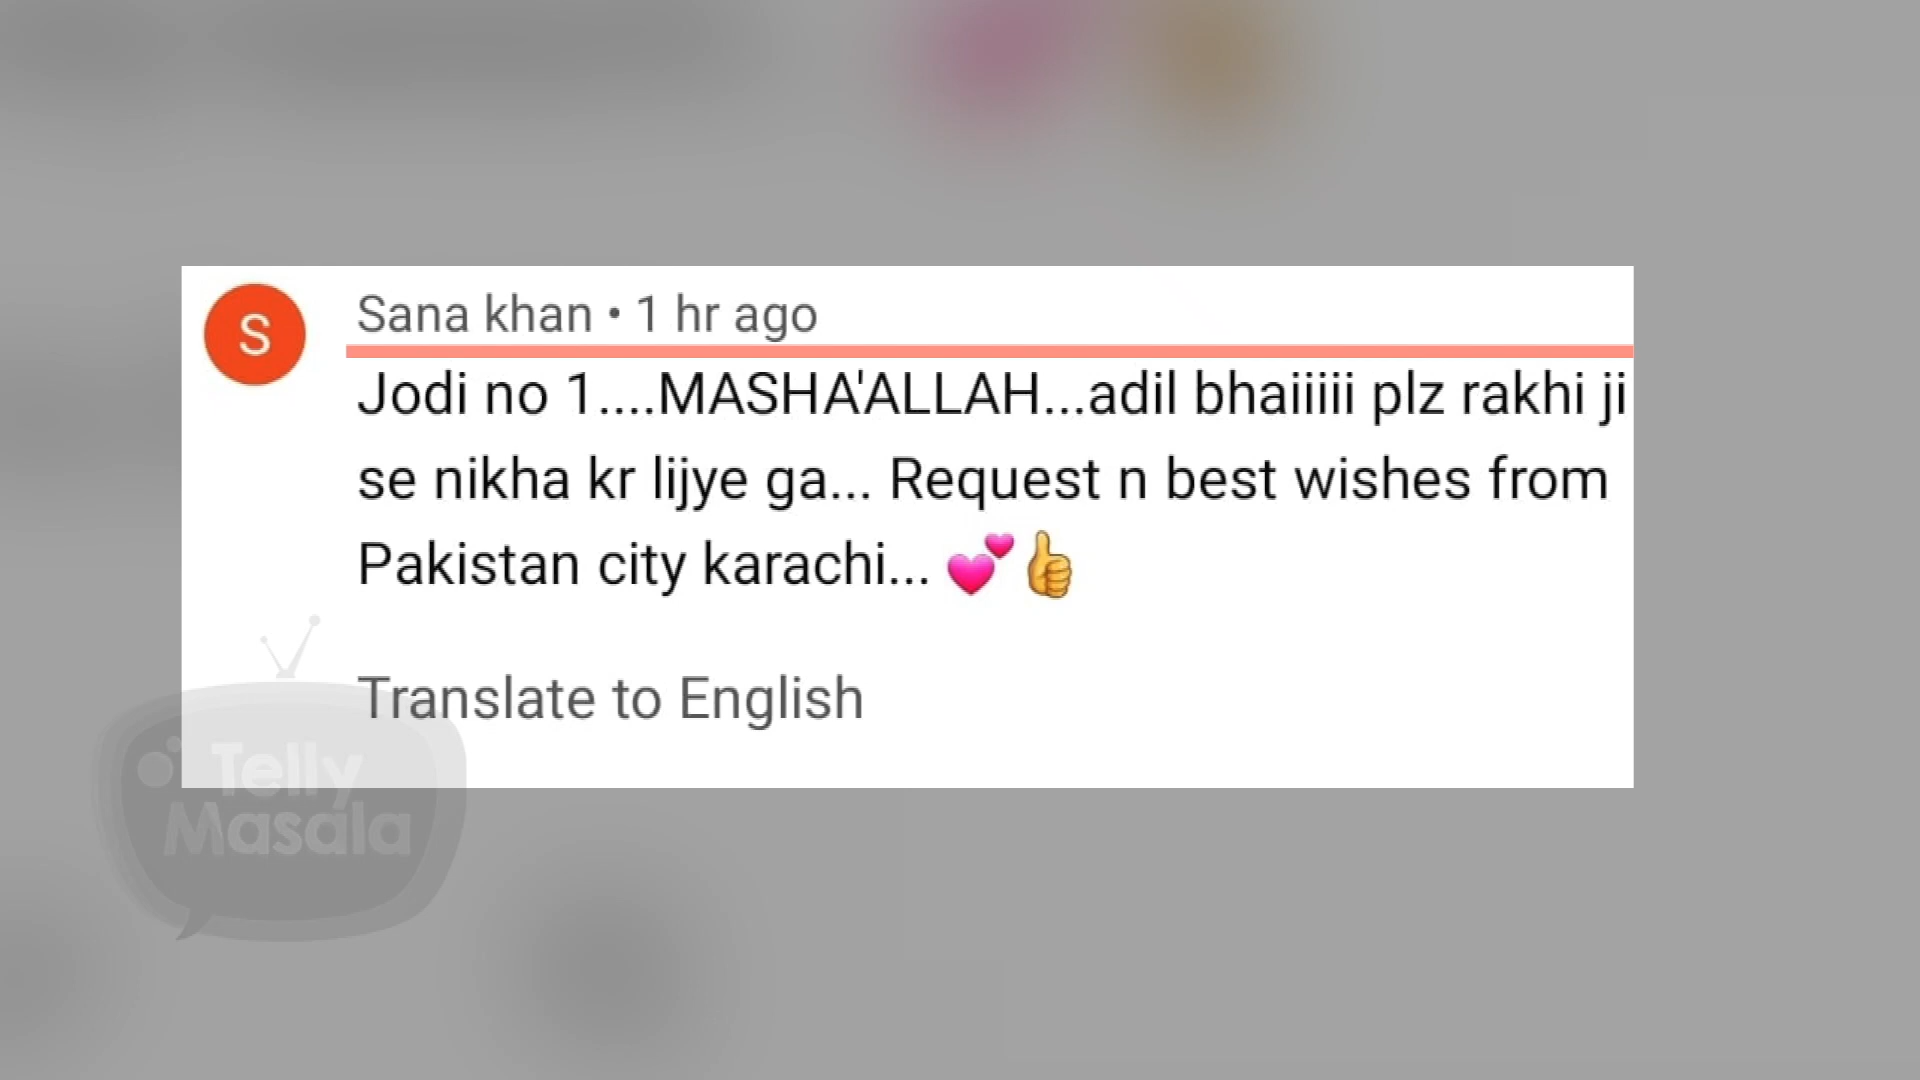 S
Sana khan • 1 hr ago
Jodi no 1....MASHA'ALLAH...adil bhaiiiii plz rakhi ji
se nikha kr lijye ga... Request n best wishes from
Pakistan city karachi... 💕👍
Translate to English
Telly
Masala